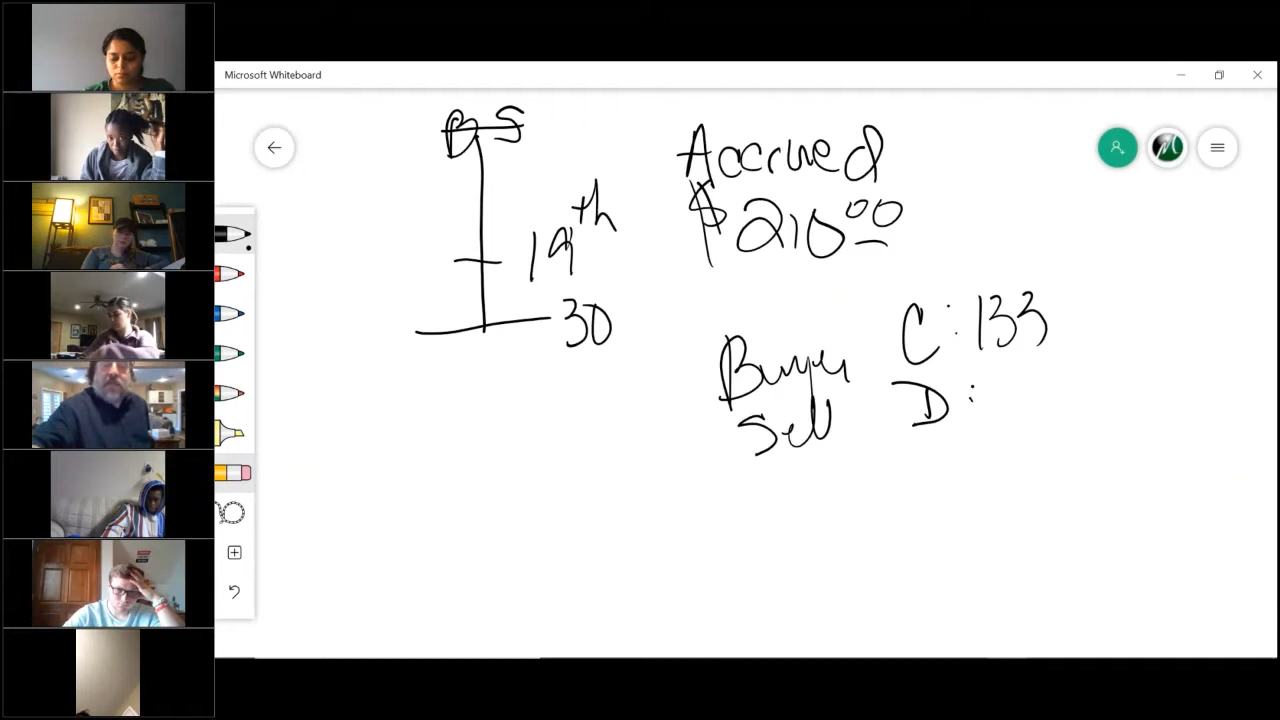 Microsoft Whiteboard
B S
Accrued
$210.00
19th
30
Buyer C: 133
Sell D: